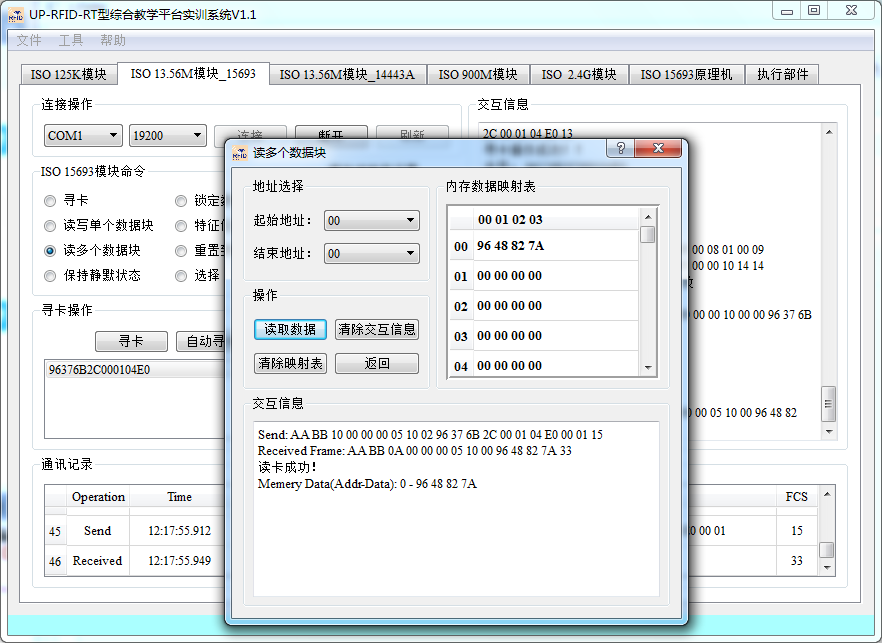 UP-RFID-RT型综合教学平台实训系统V1.1
文件 工具 帮助
ISO 125K模块 ISO 13.56M模块_15693 ISO 13.56M模块_14443A ISO 900M模块 ISO 2.4G模块 ISO 15693原理机 执行部件
连接操作
COM1 19200 连接 断开 刷新
ISO 15693模块命令
寻卡 锁定
读写单个数据块 特征
读多个数据块 重置
保持静默状态 选择
寻卡操作
寻卡 自动寻
96376B2C000104E0
通讯记录
Operation Time FCS
45 Send 12:17:55.912 0 00 01 15
46 Received 12:17:55.949 33
交互信息
2C 00 01 04 E0 13
00 08 01 00 09
00 00 10 14 14
00 00 10 00 00 96 37 6B
00 05 10 00 96 48 82
读多个数据块
地址选择
起始地址: 00
结束地址: 00
操作
读取数据 清除交互信息
清除映射表 返回
内存数据映射表
00 01 02 03
00 96 48 82 7A
01 00 00 00 00
02 00 00 00 00
03 00 00 00 00
04 00 00 00 00
交互信息
Send: AA BB 10 00 00 00 05 10 02 96 37 6B 2C 00 01 04 E0 00 01 15
Received Frame: AA BB 0A 00 00 00 05 10 00 96 48 82 7A 33
读卡成功!
Memery Data(Addr-Data): 0 - 96 48 82 7A